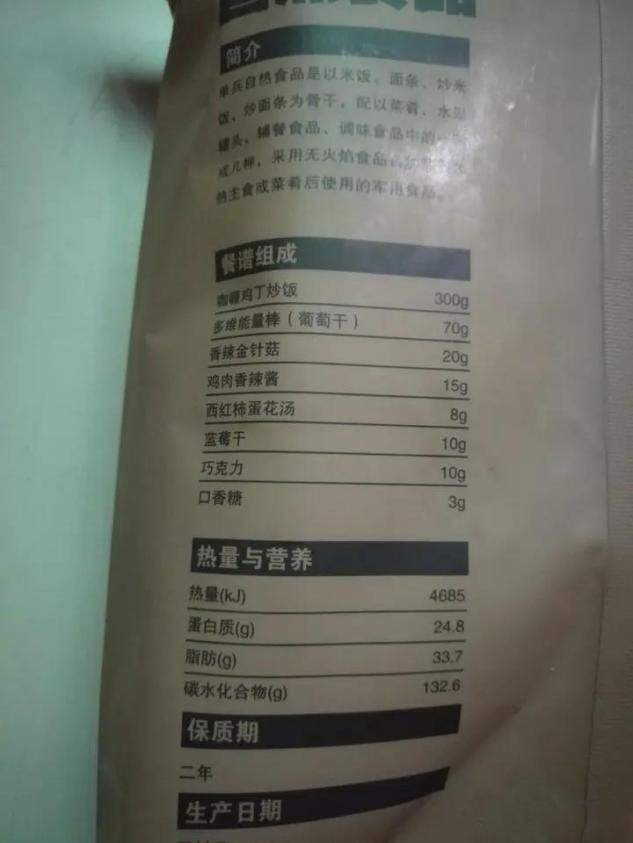 食品
简介
单兵自热食品是以米饭、面条、炒米
饭、炒面条为骨干，配以菜肴、水果
罐头、辅餐食品、调味食品中的一
或几种，采用无火焰食品
热主食或菜肴后使用的军用食品。
餐谱组成
咖喱鸡丁炒饭 300g
多维能量棒（葡萄干） 70g
香辣金针菇 20g
鸡肉香辣酱 15g
西红柿蛋花汤 8g
蓝莓干 10g
巧克力 10g
口香糖 3g
热量与营养
热量(kJ) 4685
蛋白质(g) 24.8
脂肪(g) 33.7
碳水化合物(g) 132.6
保质期
二年
生产日期